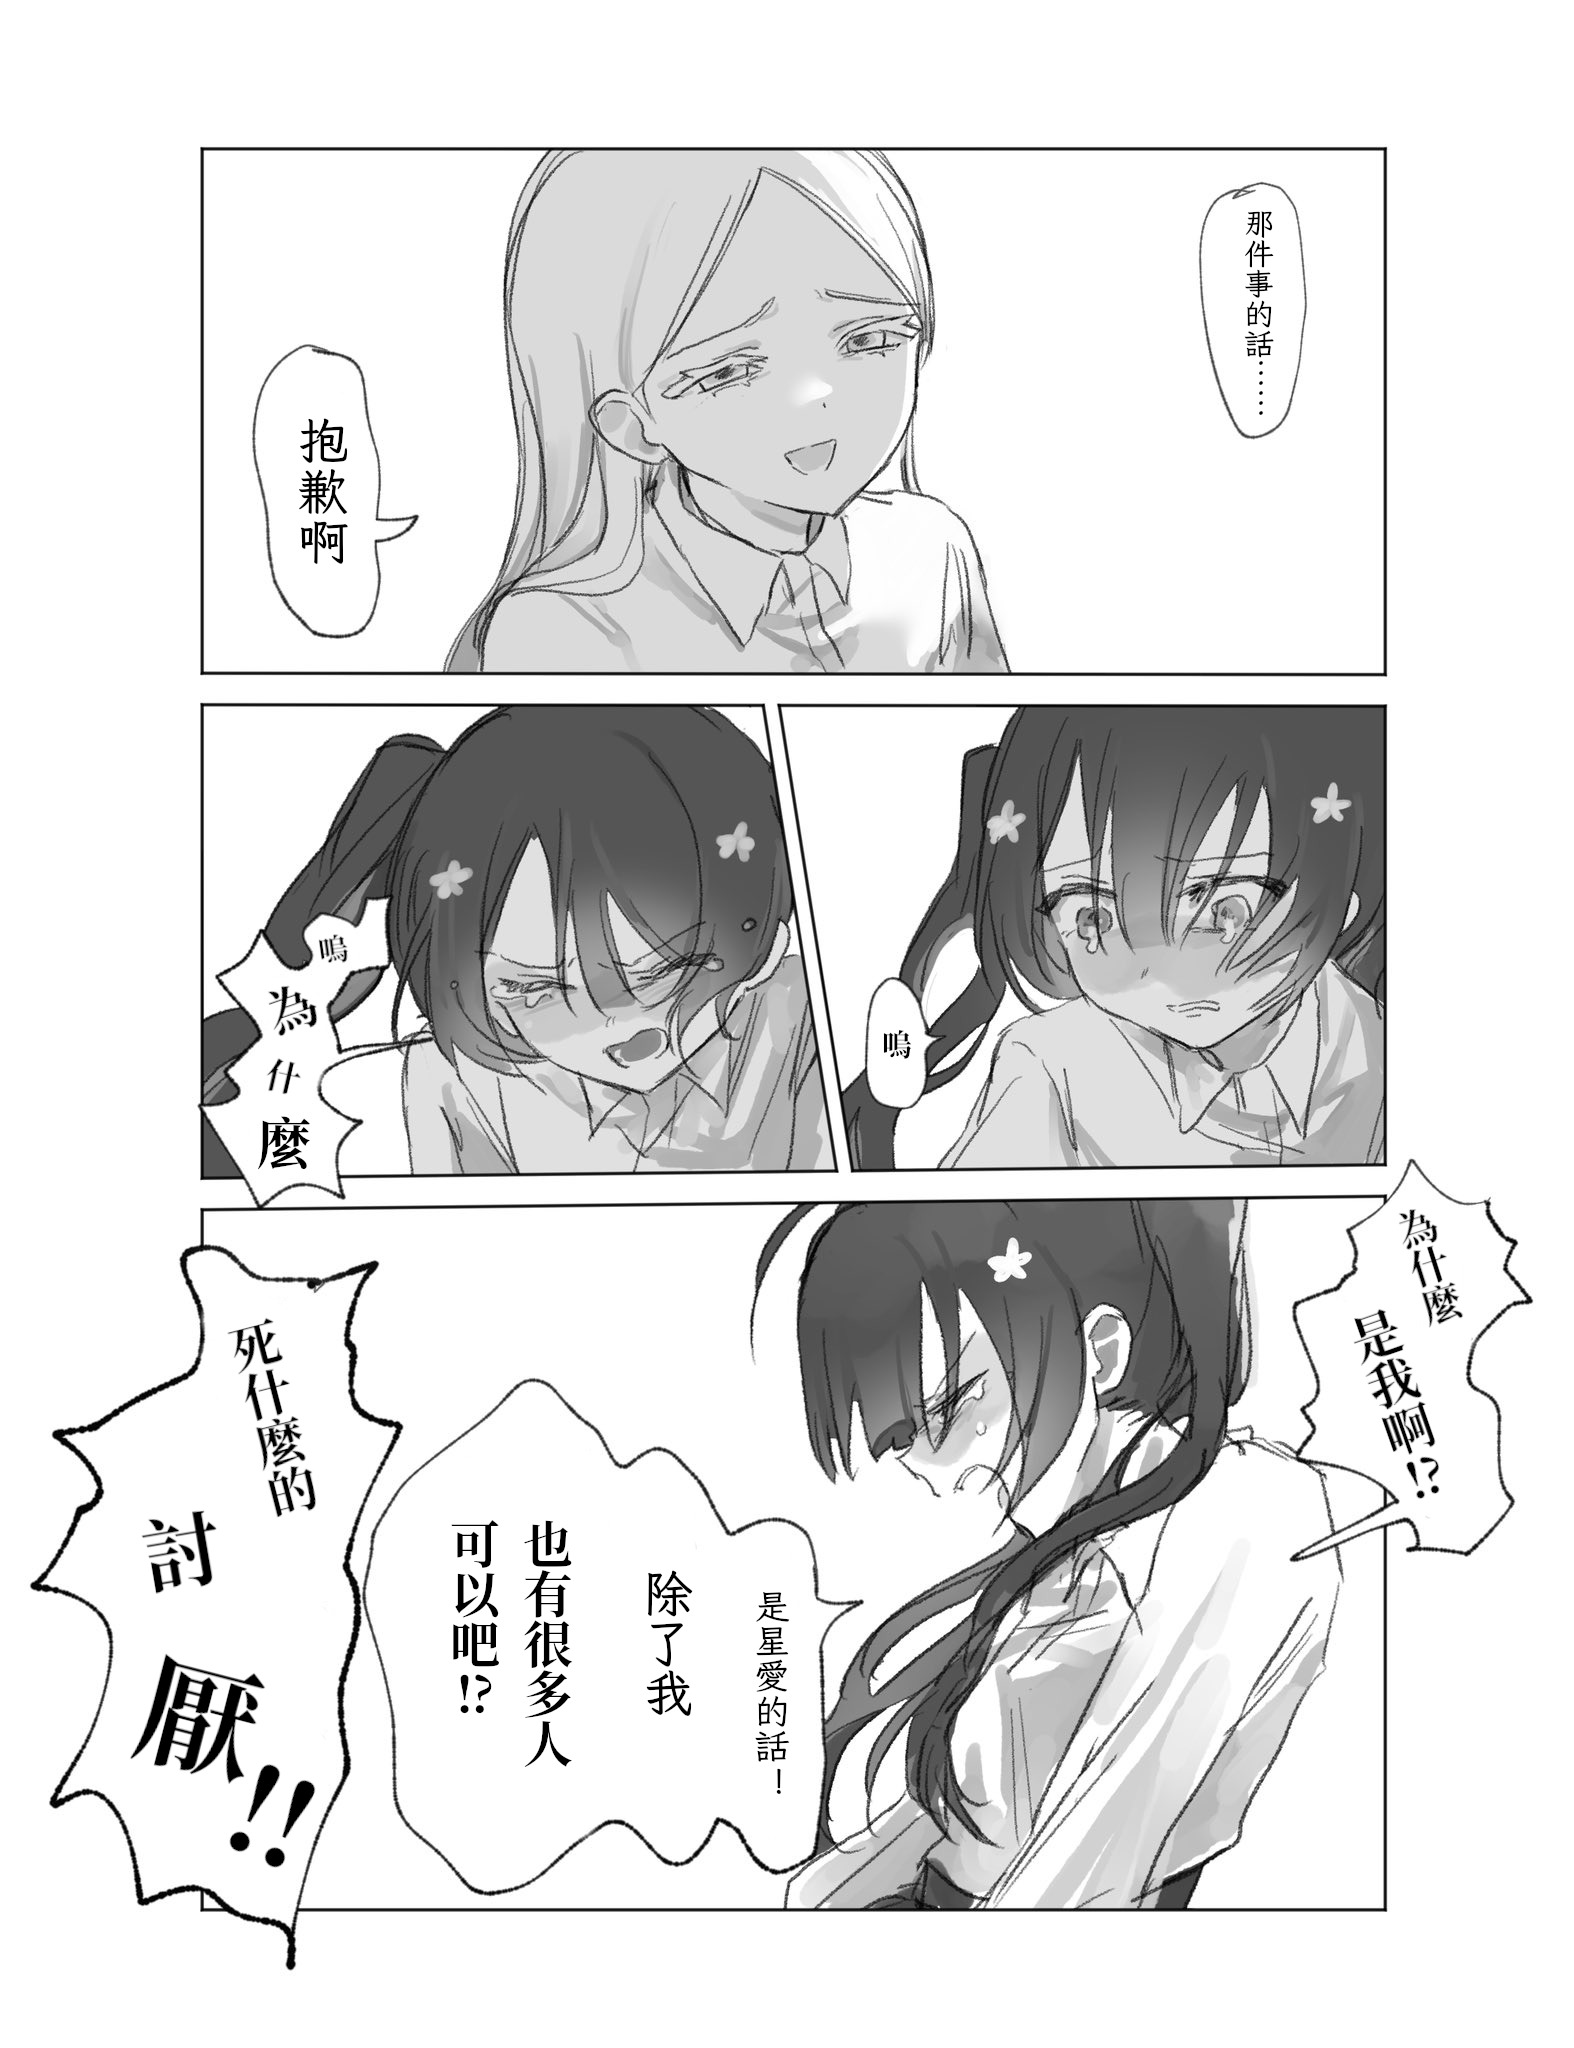 那件事的話……
抱歉啊
嗚
嗚
為什麼
為什麼
是我啊!?
是星愛的話！
除了我
也有很多人
可以吧!?
死什麼的
討厭!!